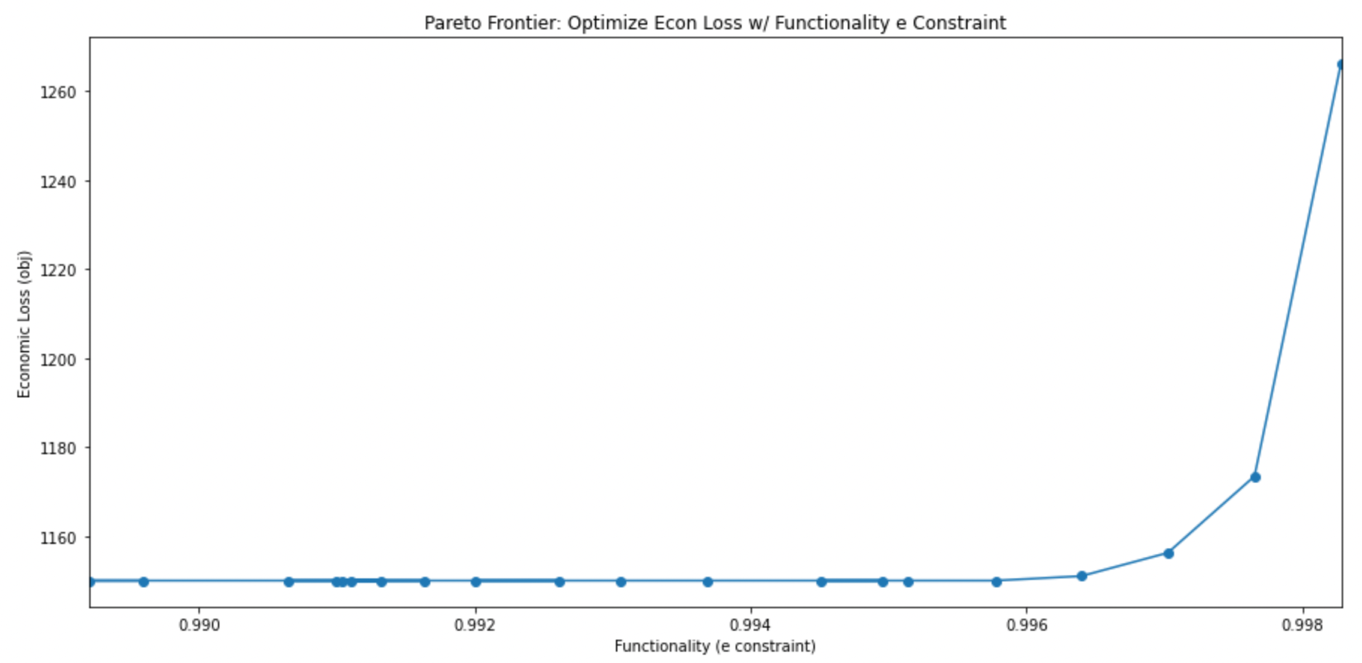 Pareto Frontier: Optimize Econ Loss w/ Functionality e Constraint
Economic Loss (obj)
1260
1240
1220
1200
1180
1160
0.990 0.992 0.994 0.996 0.998
Functionality (e constraint)